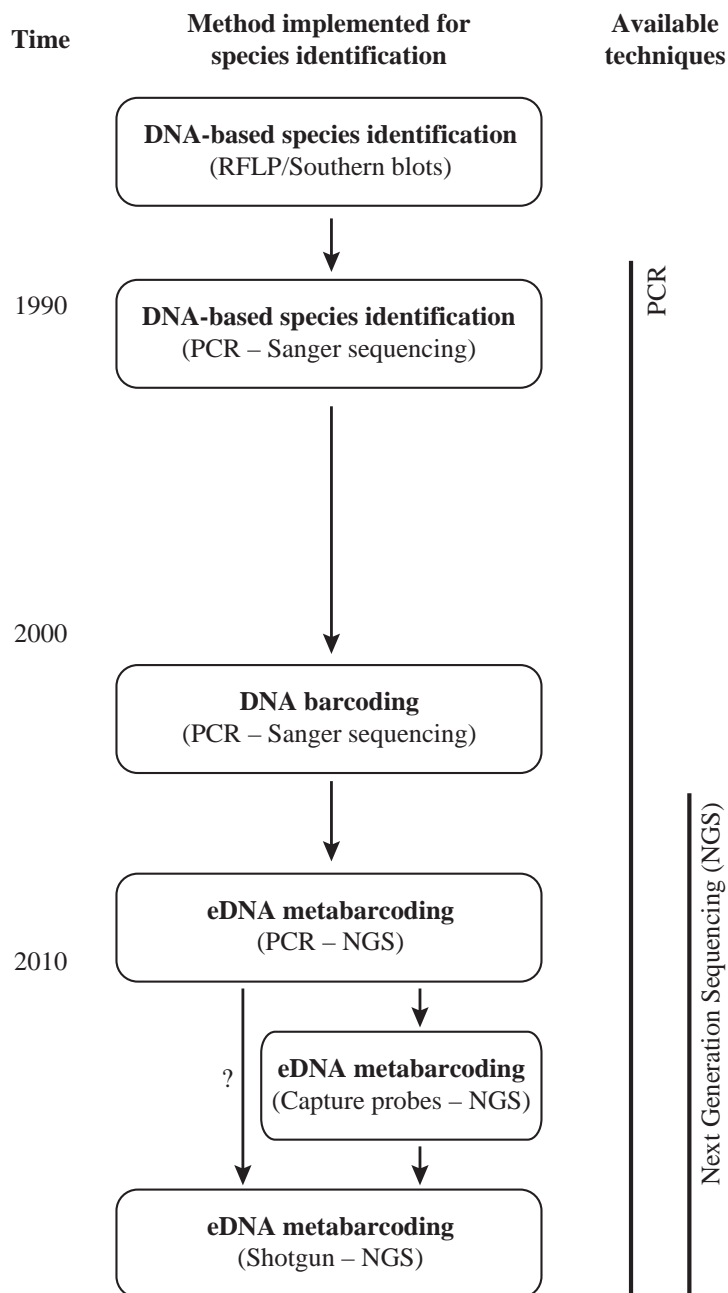 Time
Method implemented for
species identification
Available
techniques
DNA-based species identification
(RFLP/Southern blots)
1990
DNA-based species identification
(PCR – Sanger sequencing)
PCR
2000
DNA barcoding
(PCR – Sanger sequencing)
eDNA metabarcoding
(PCR – NGS)
2010
?
eDNA metabarcoding
(Capture probes – NGS)
Next Generation Sequencing (NGS)
eDNA metabarcoding
(Shotgun – NGS)